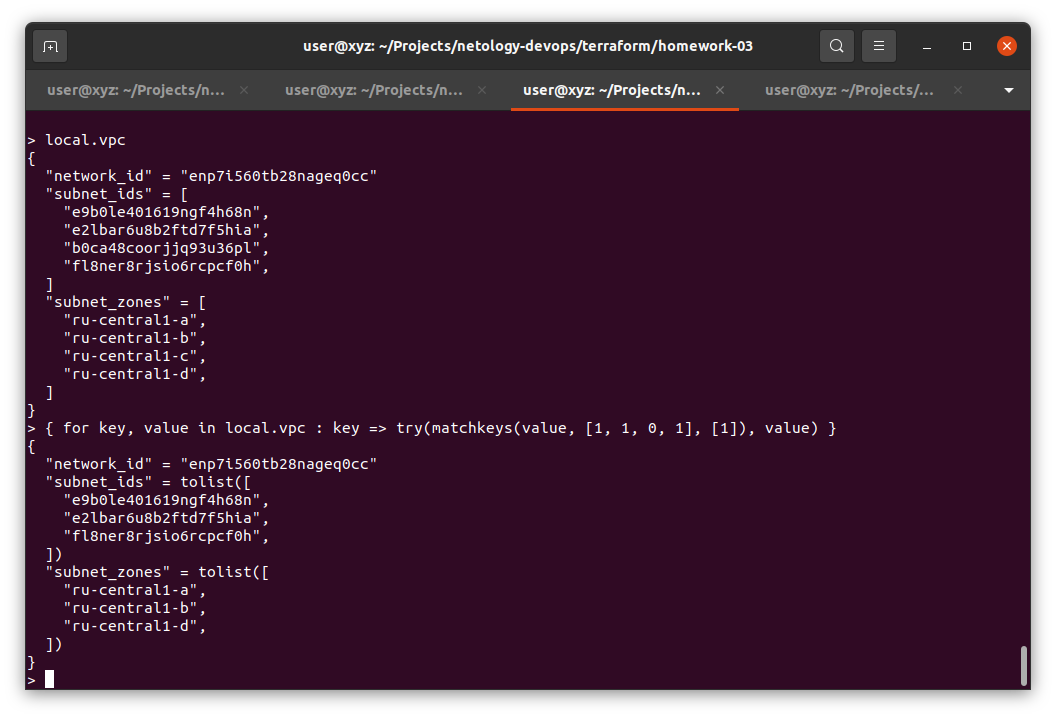 user@xyz: ~/Projects/netology-devops/terraform/homework-03
user@xyz: ~/Projects/n... user@xyz: ~/Projects/n... user@xyz: ~/Projects/n... user@xyz: ~/Projects/...
> local.vpc
{
  "network_id" = "enp7i560tb28nageq0cc"
  "subnet_ids" = [
    "e9b0le401619ngf4h68n",
    "e2lbar6u8b2ftd7f5hia",
    "b0ca48coorjjq93u36pl",
    "fl8ner8rjsio6rcpcf0h",
  ]
  "subnet_zones" = [
    "ru-central1-a",
    "ru-central1-b",
    "ru-central1-c",
    "ru-central1-d",
  ]
}
> { for key, value in local.vpc : key => try(matchkeys(value, [1, 1, 0, 1], [1]), value) }
{
  "network_id" = "enp7i560tb28nageq0cc"
  "subnet_ids" = tolist([
    "e9b0le401619ngf4h68n",
    "e2lbar6u8b2ftd7f5hia",
    "fl8ner8rjsio6rcpcf0h",
  ])
  "subnet_zones" = tolist([
    "ru-central1-a",
    "ru-central1-b",
    "ru-central1-d",
  ])
}
>